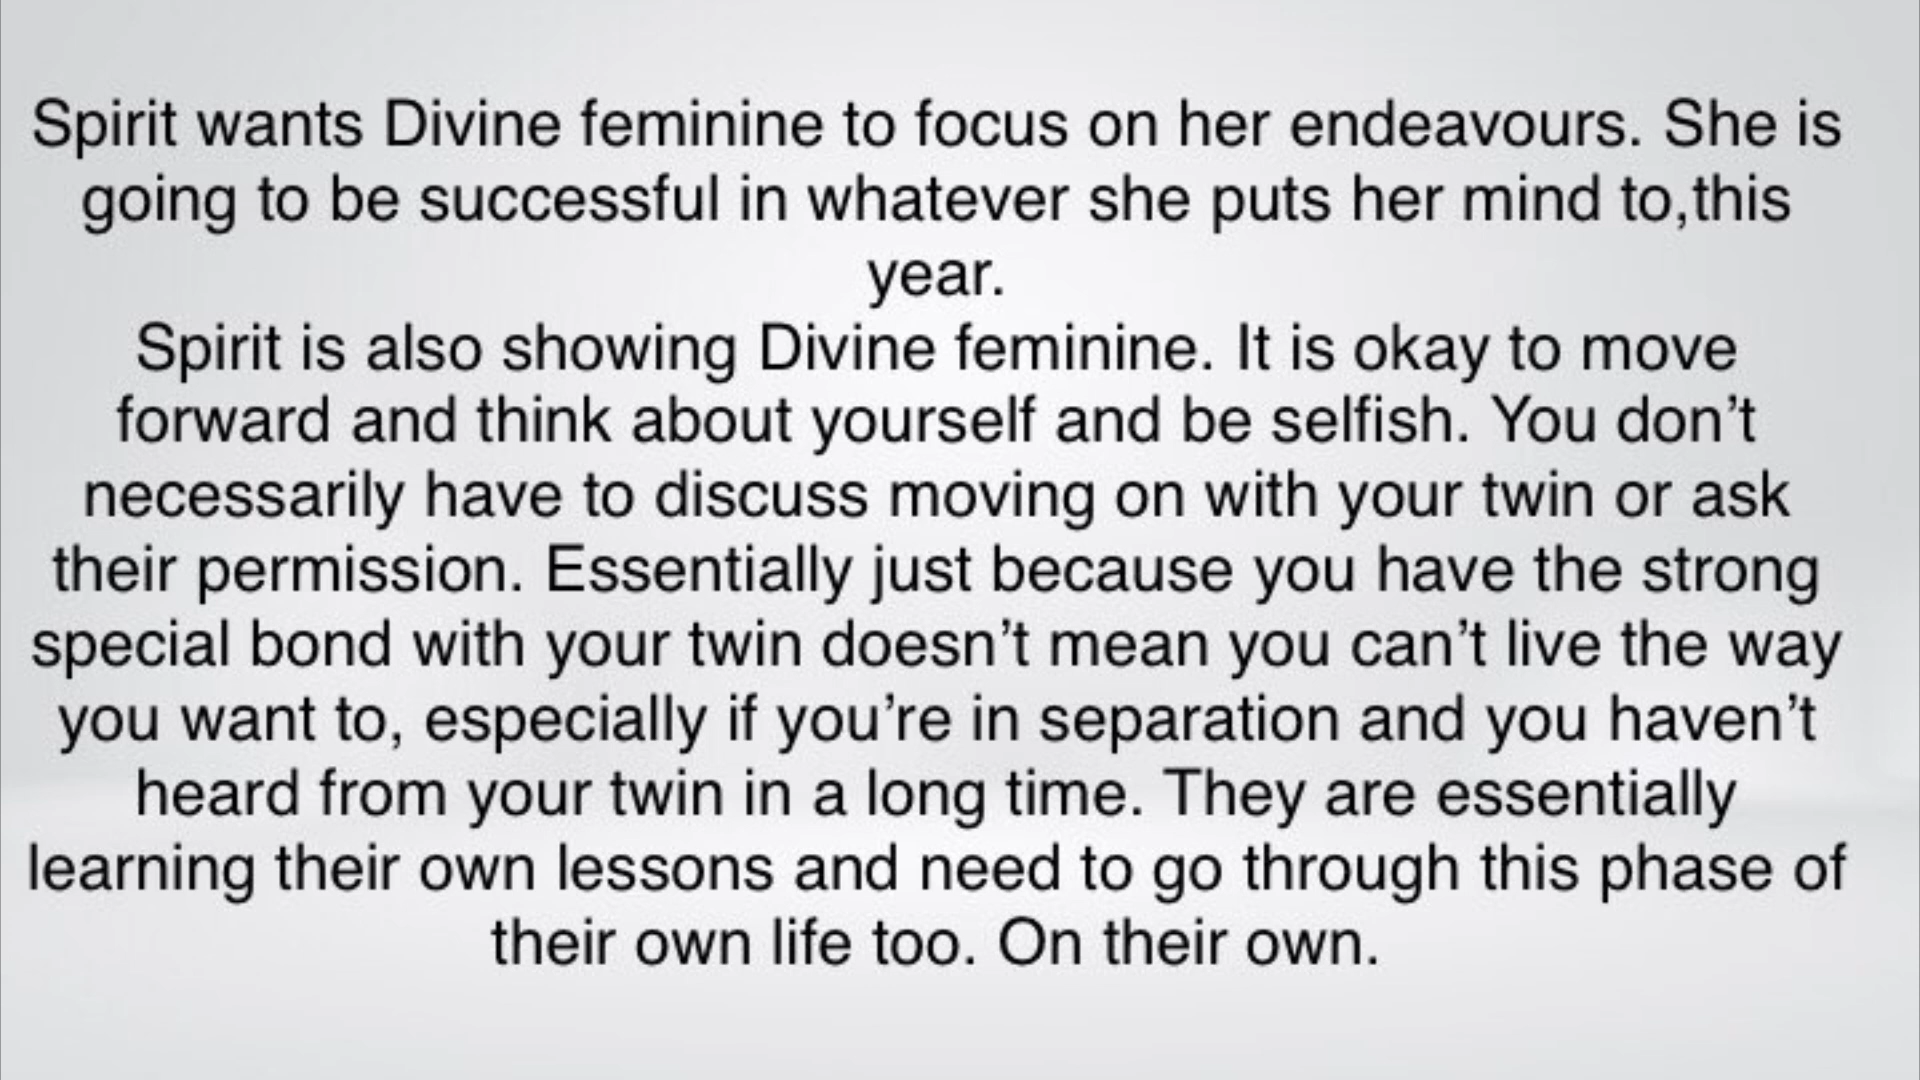 Spirit wants Divine feminine to focus on her endeavours. She is
going to be successful in whatever she puts her mind to,this
year.
Spirit is also showing Divine feminine. It is okay to move
forward and think about yourself and be selfish. You don’t
necessarily have to discuss moving on with your twin or ask
their permission. Essentially just because you have the strong
special bond with your twin doesn’t mean you can’t live the way
you want to, especially if you’re in separation and you haven’t
heard from your twin in a long time. They are essentially
learning their own lessons and need to go through this phase of
their own life too. On their own.